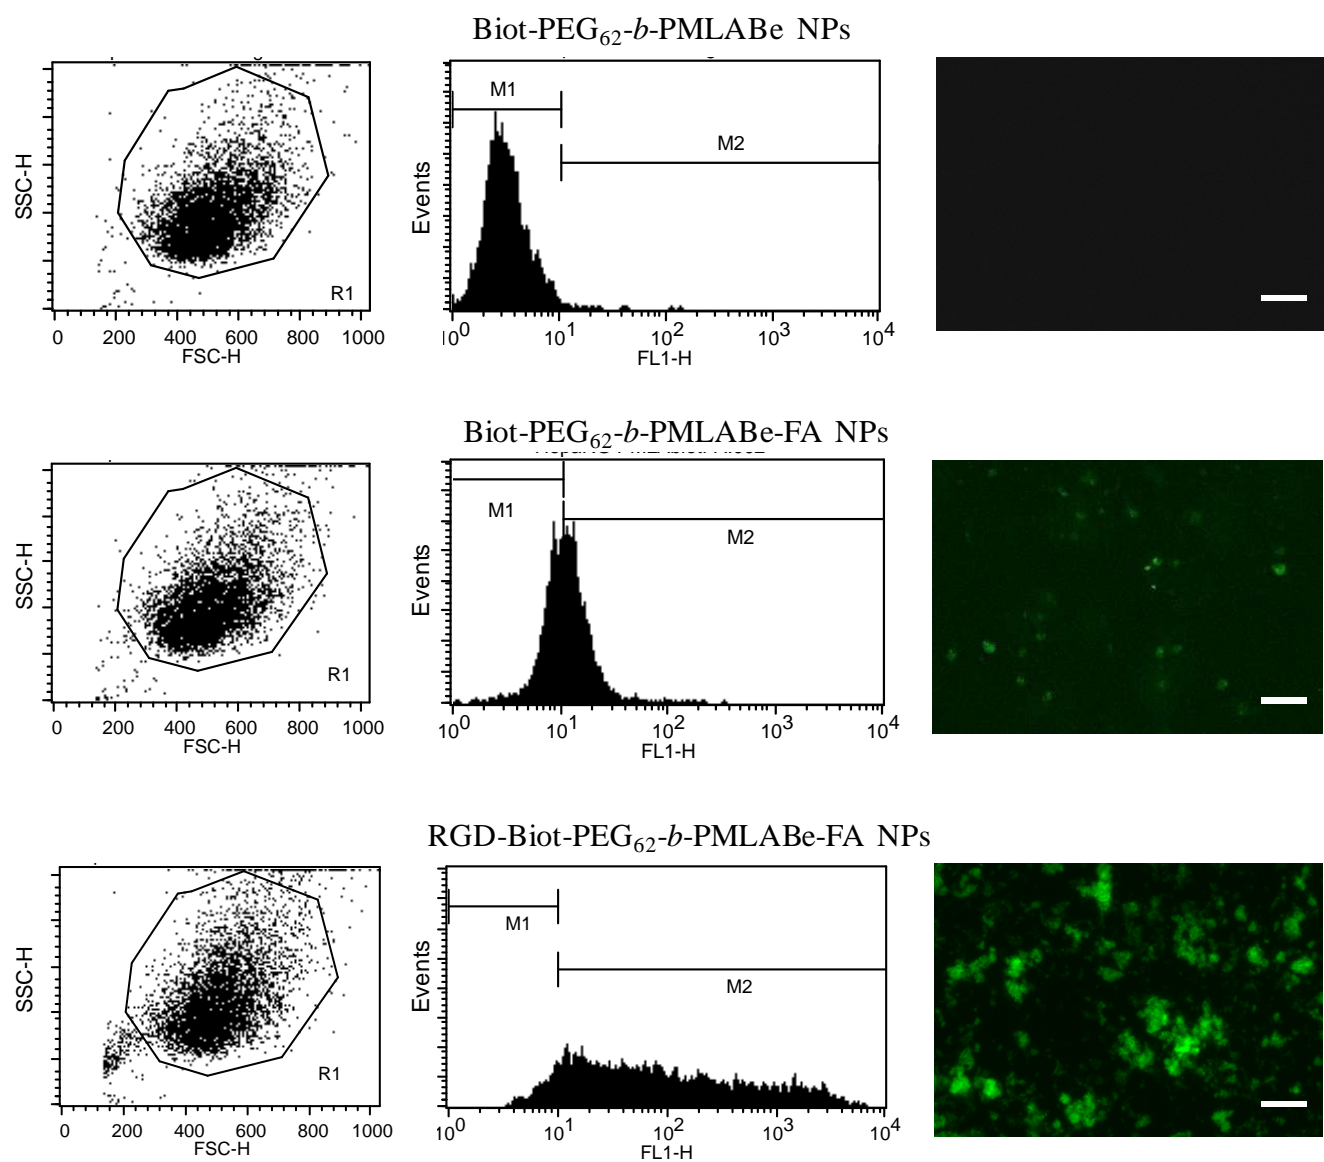 Biot-PEG62-b-PMLABe NPs
SSC-H
R1
0 200 400 600 800 1000
FSC-H
Events
M1
M2
10^0 10^1 10^2 10^3 10^4
FL1-H
Biot-PEG62-b-PMLABe-FA NPs
SSC-H
R1
0 200 400 600 800 1000
FSC-H
Events
M1
M2
10^0 10^1 10^2 10^3 10^4
FL1-H
RGD-Biot-PEG62-b-PMLABe-FA NPs
SSC-H
R1
0 200 400 600 800 1000
FSC-H
Events
M1
M2
10^0 10^1 10^2 10^3 10^4
FL1-H